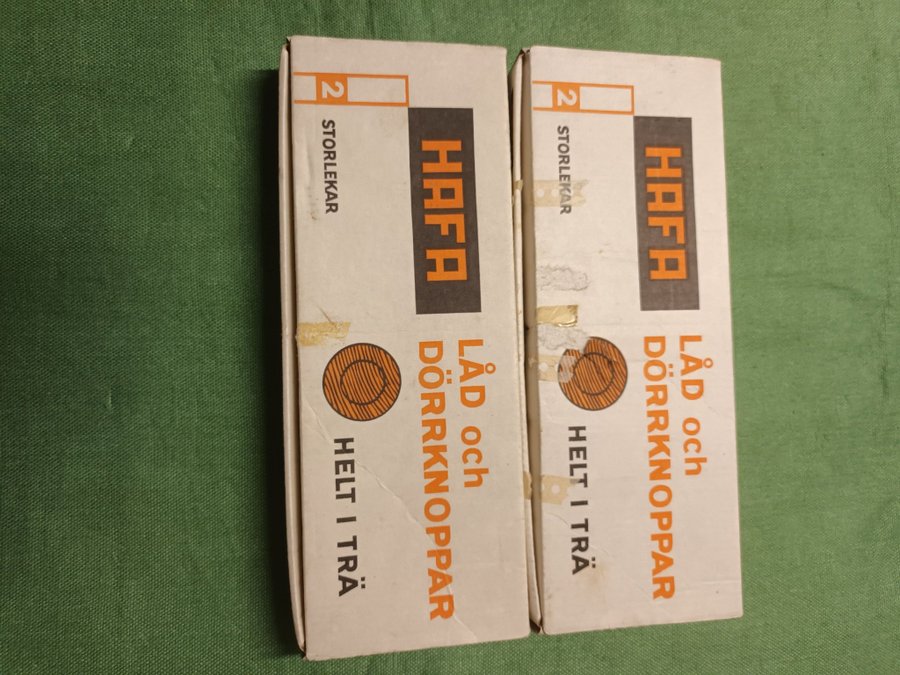 2
STORLEKAR
HAFA
LÅD och
DÖRRKNOPPAR
HELT I TRÄ
2
STORLEKAR
HAFA
LÅD och
DÖRRKNOPPAR
HELT I TRÄ